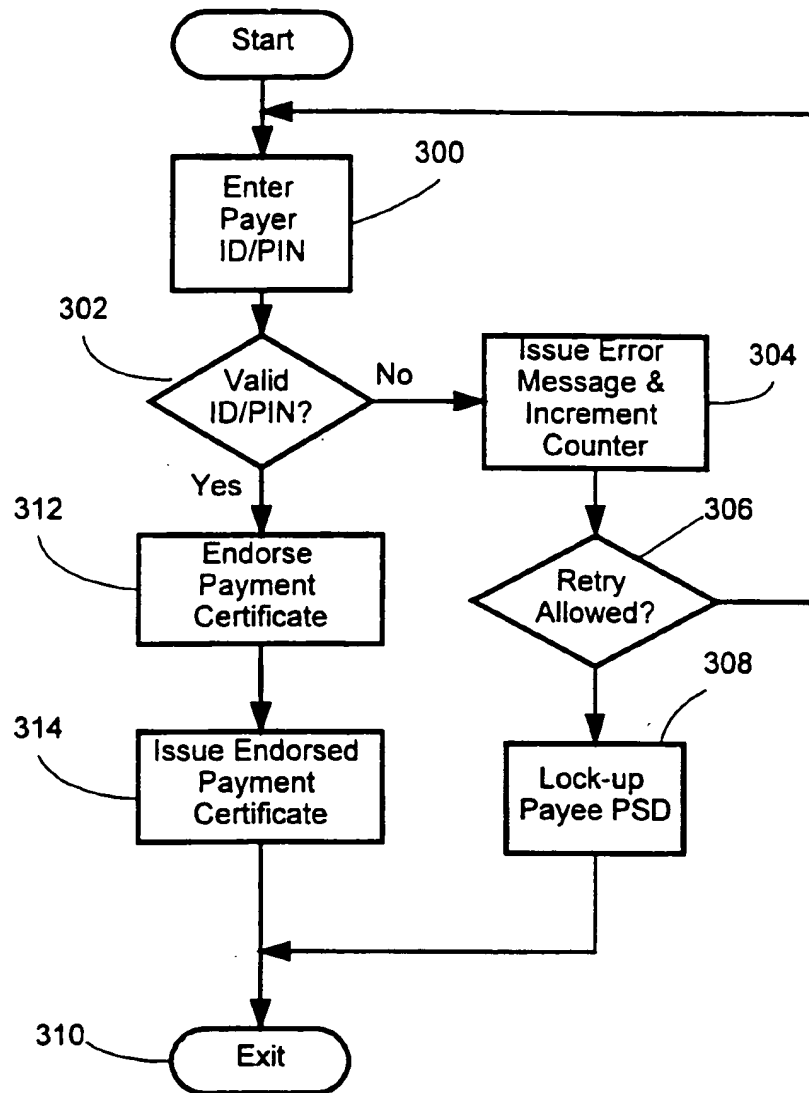 Start
300
Enter
Payer
ID/PIN
302
Valid
ID/PIN?
No
Issue Error
Message &
Increment
Counter
304
Yes
306
312
Endorse
Payment
Certificate
Retry
Allowed?
308
314
Issue Endorsed
Payment
Certificate
Lock-up
Payee PSD
310
Exit